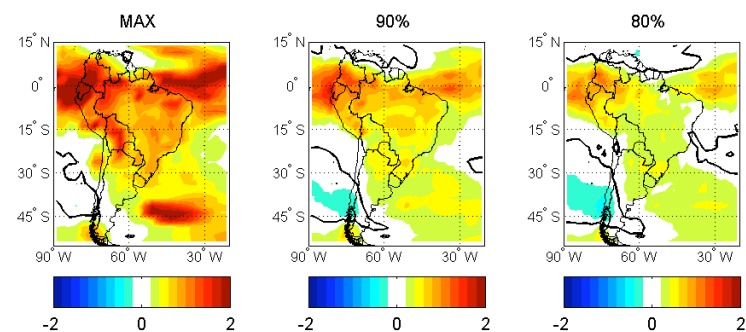 MAX 90% 80%
15° N 15° N 15° N
0° 0° 0°
15° S 15° S 15° S
30° S 30° S 30° S
45° S 45° S 45° S
90° W 60° W 30° W 90° W 60° W 30° W 90° W 60° W 30° W
-2 0 2 -2 0 2 -2 0 2